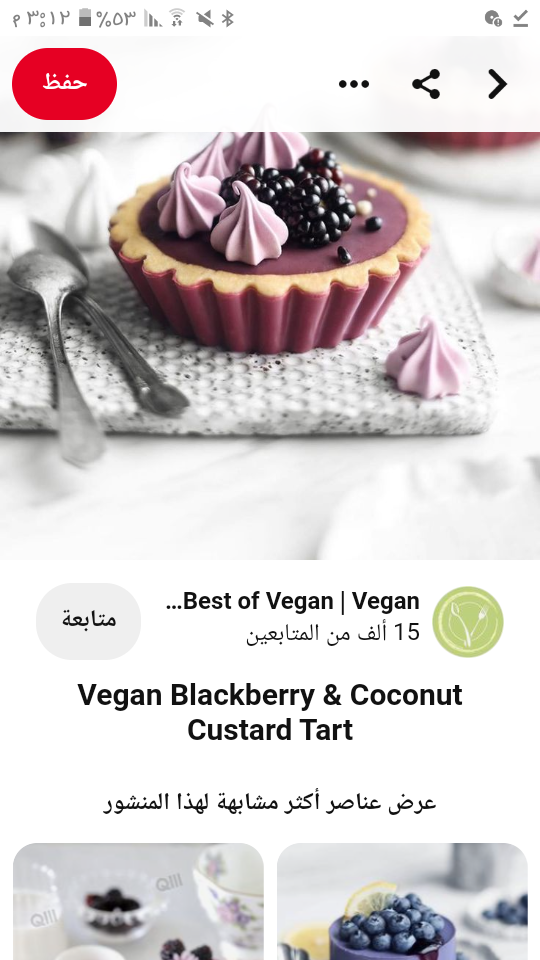 ٣:١٢ م
%٥٣
حفظ
Best of Vegan | Vegan...
15 ألف من المتابعين
متابعة
Vegan Blackberry & Coconut
Custard Tart
عرض عناصر أكثر مشابهة لهذا المنشور